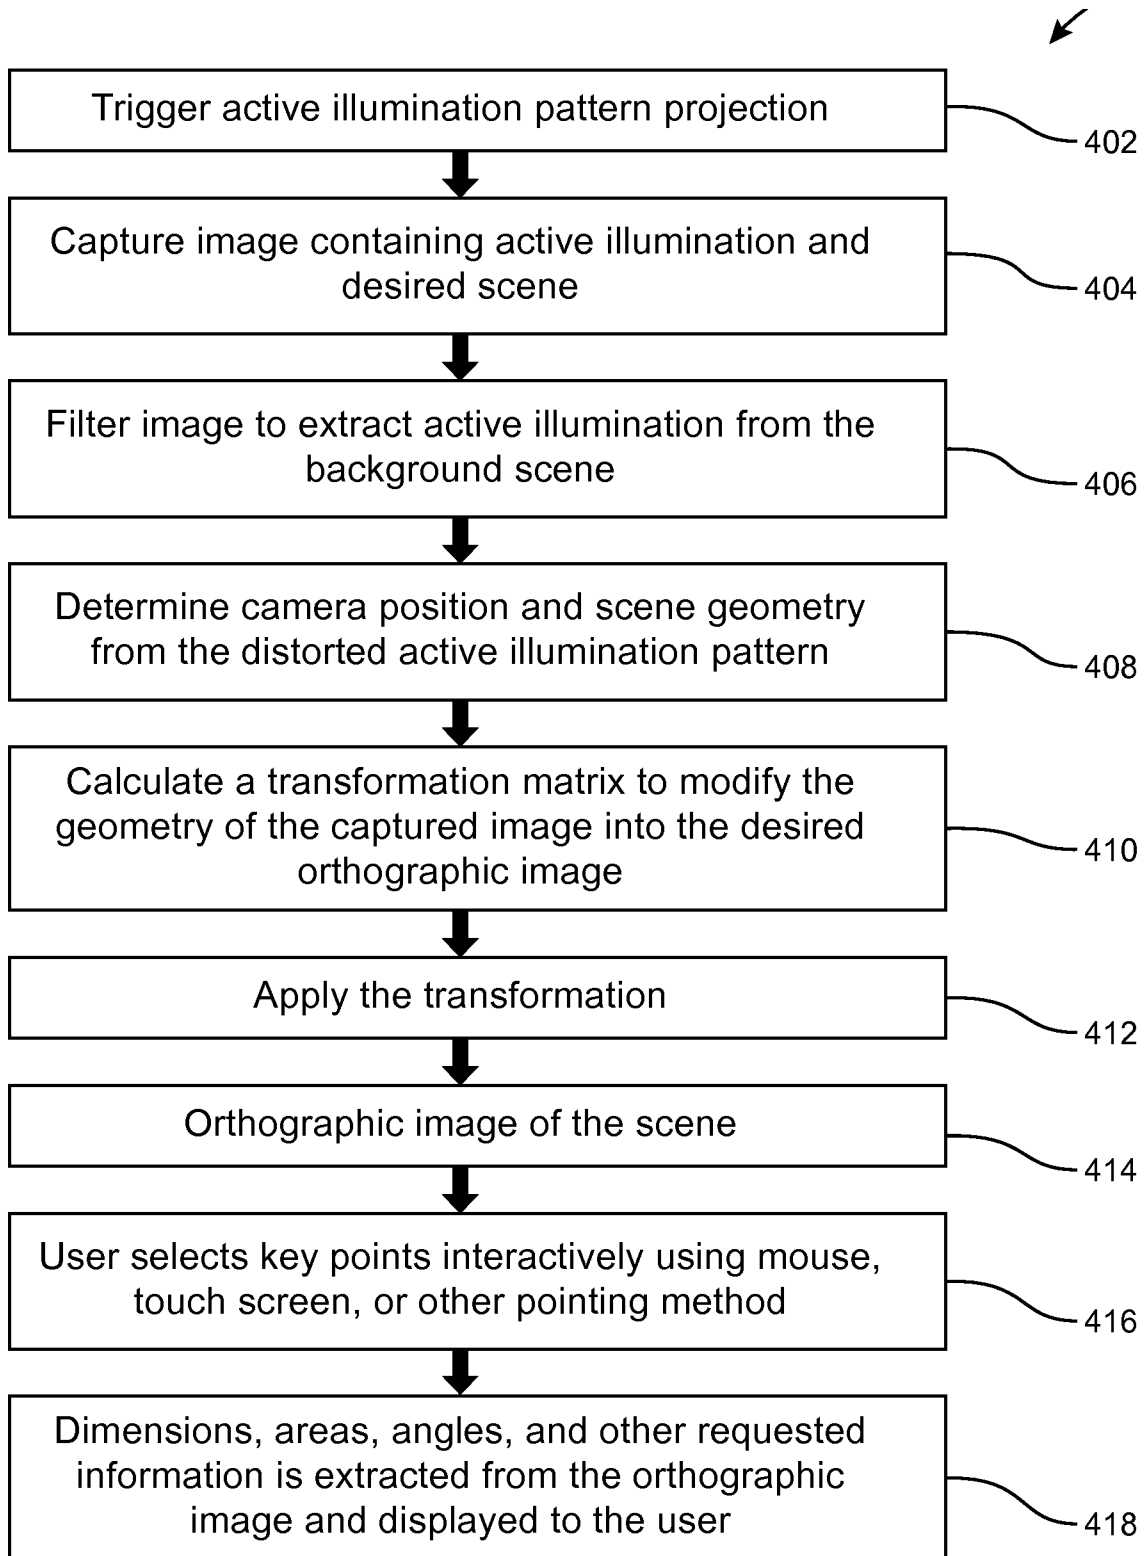 Trigger active illumination pattern projection
402
Capture image containing active illumination and
desired scene
404
Filter image to extract active illumination from the
background scene
406
Determine camera position and scene geometry
from the distorted active illumination pattern
408
Calculate a transformation matrix to modify the
geometry of the captured image into the desired
orthographic image
410
Apply the transformation
412
Orthographic image of the scene
414
User selects key points interactively using mouse,
touch screen, or other pointing method
416
Dimensions, areas, angles, and other requested
information is extracted from the orthographic
image and displayed to the user
418